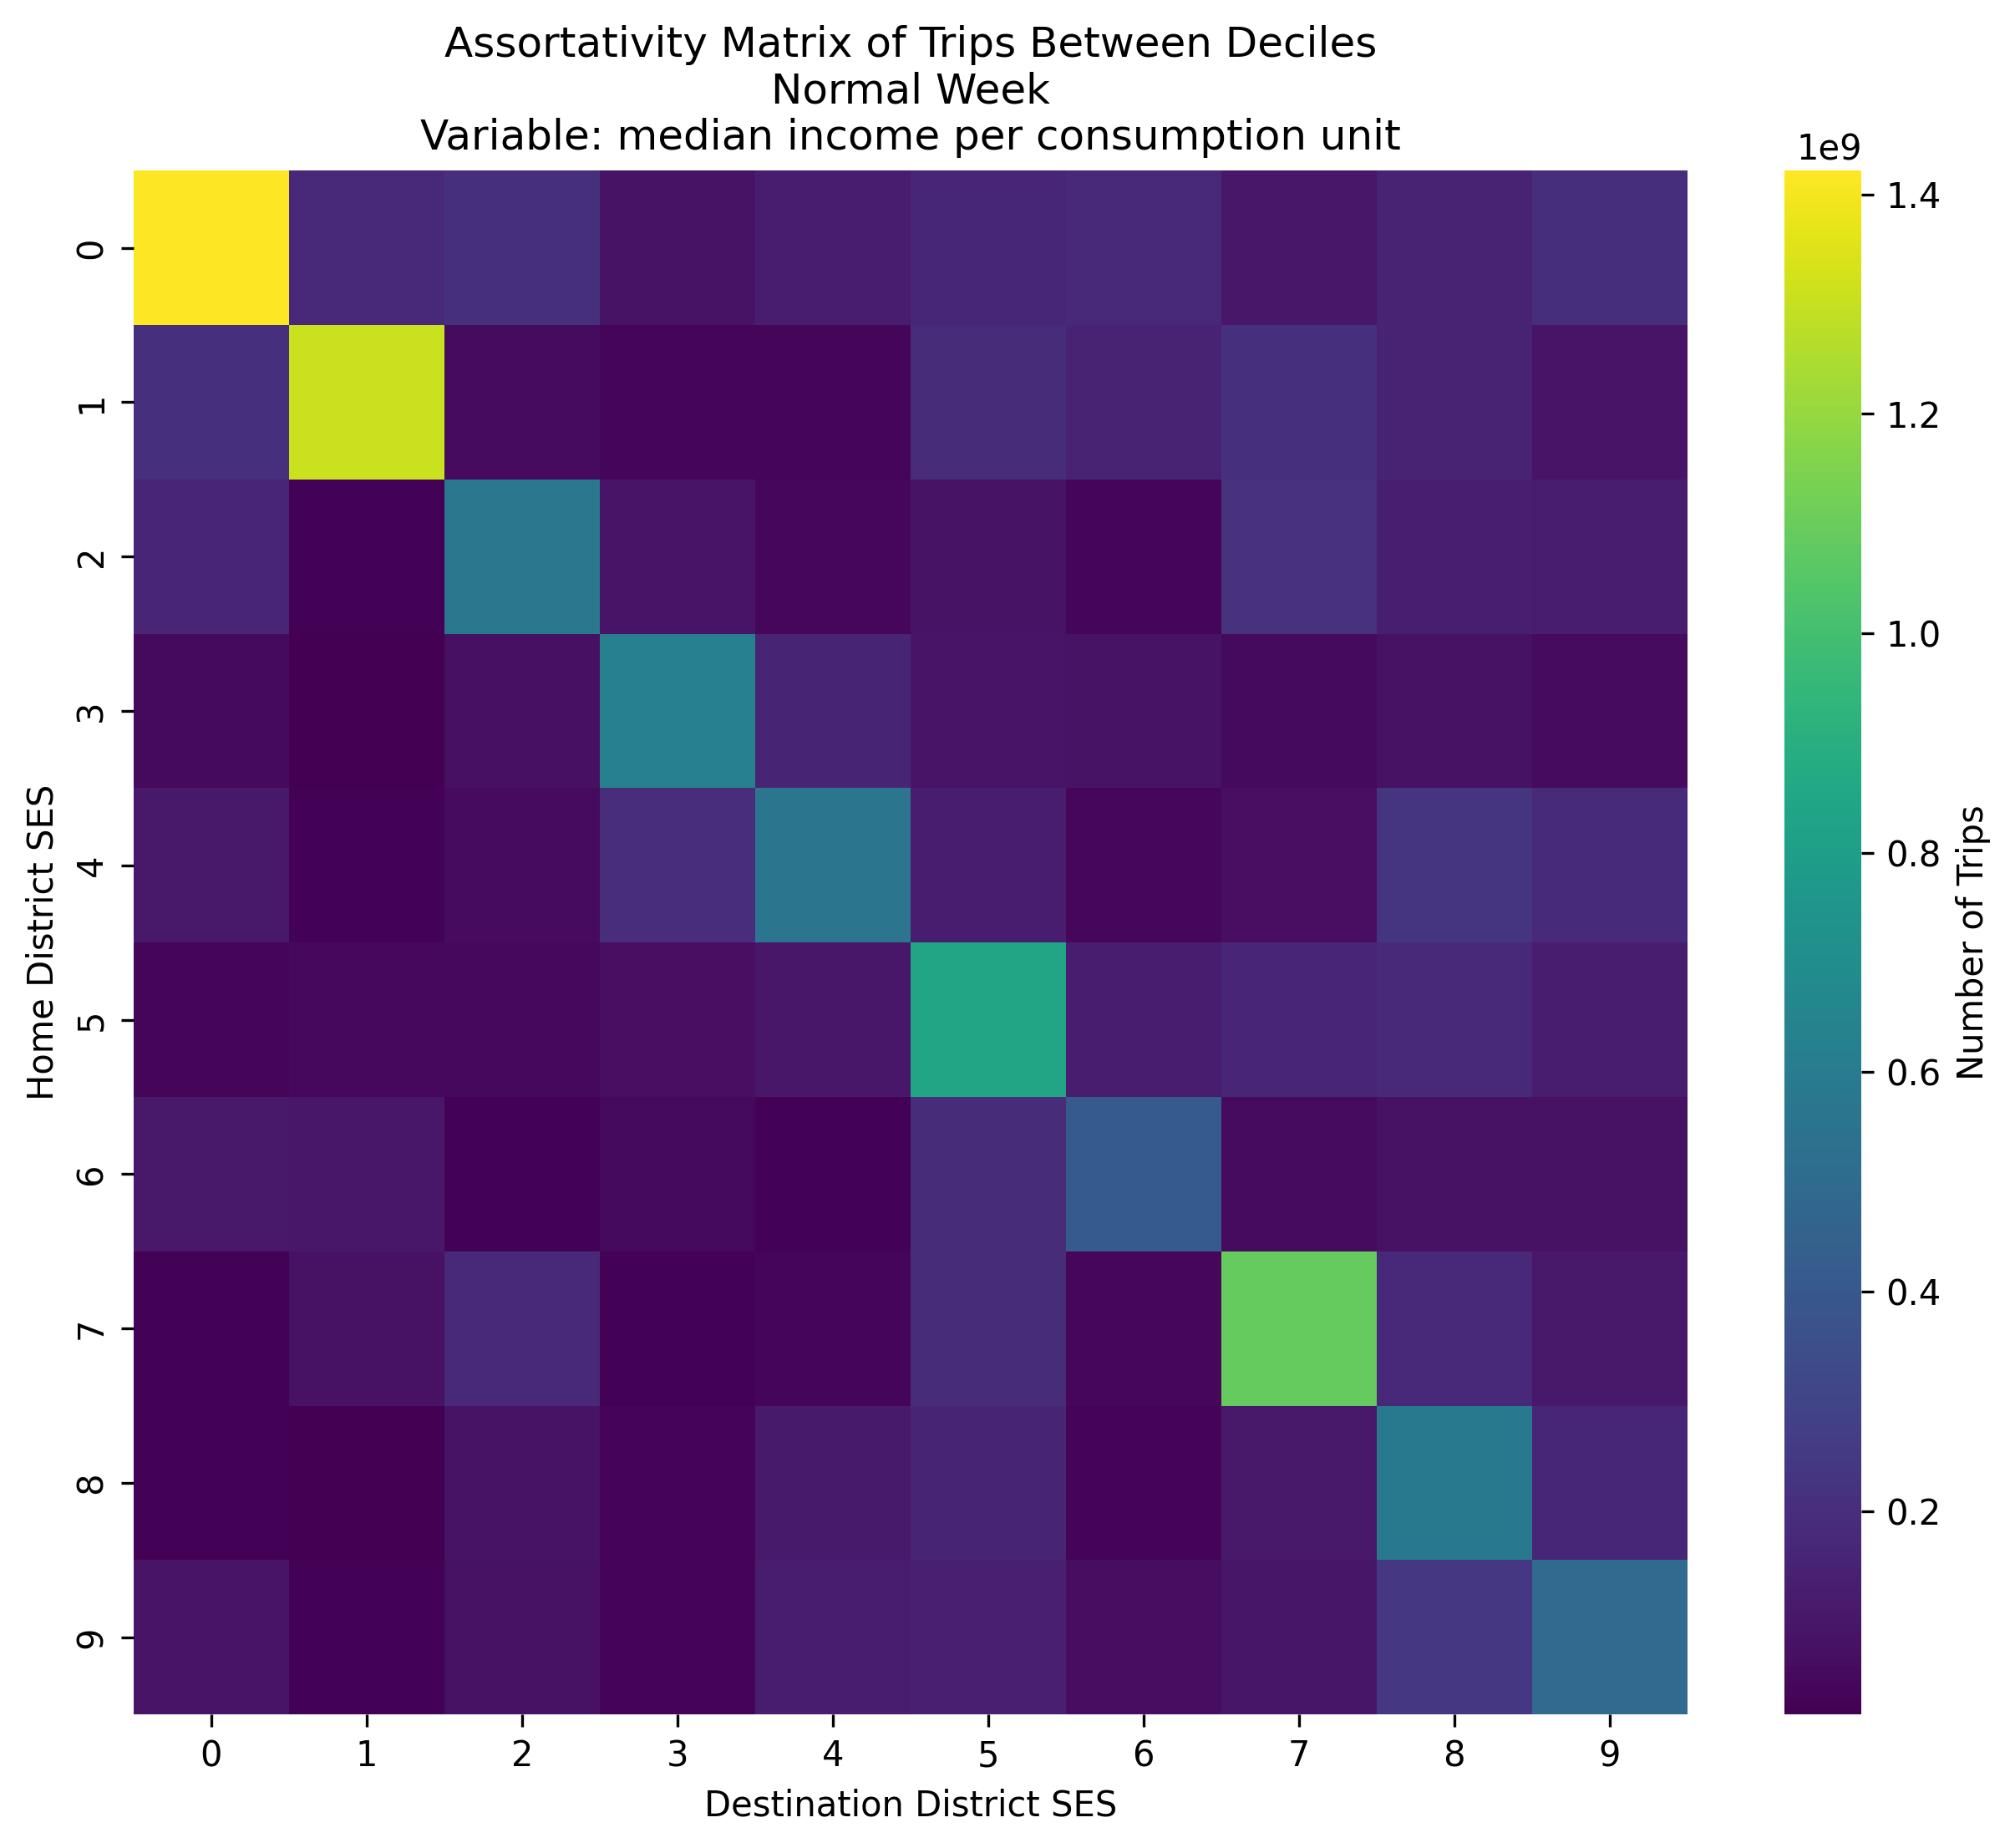 Assortativity Matrix of Trips Between Deciles
Normal Week
Variable: median income per consumption unit
1e9
1.4
1.2
1.0
0.8
0.6
0.4
0.2
Number of Trips
Home District SES
0
1
2
3
4
5
6
7
8
9
0 1 2 3 4 5 6 7 8 9
Destination District SES